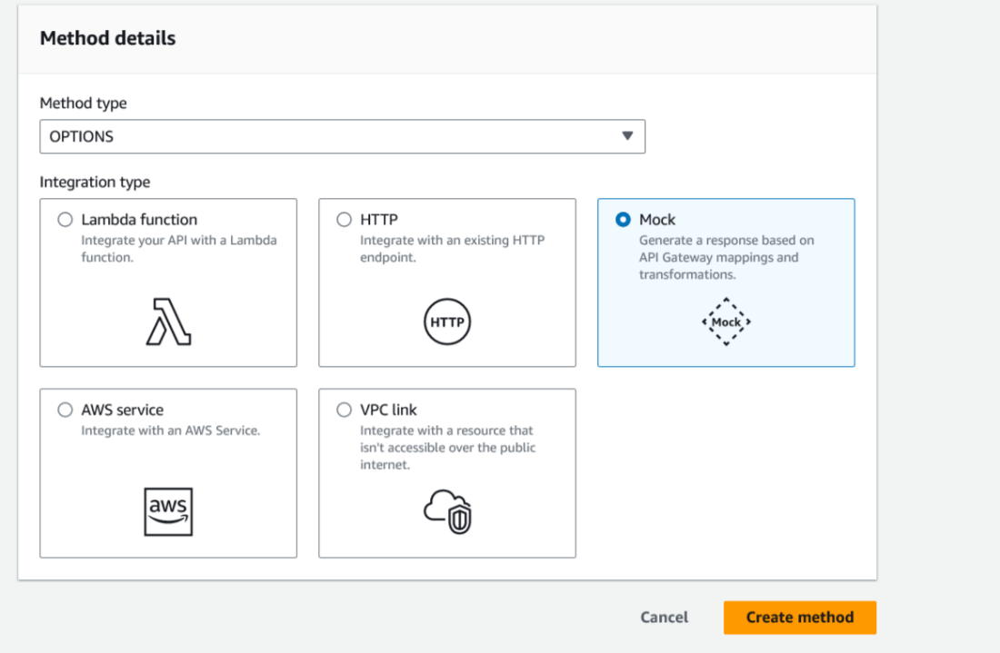 Method details
Method type
OPTIONS
Integration type
Lambda function
Integrate your API with a Lambda
function.
HTTP
Integrate with an existing HTTP
endpoint.
HTTP
Mock
Generate a response based on
API Gateway mappings and
transformations.
Mock
AWS service
Integrate with an AWS Service.
aws
VPC link
Integrate with a resource that
isn't accessible over the public
internet.
Cancel
Create method